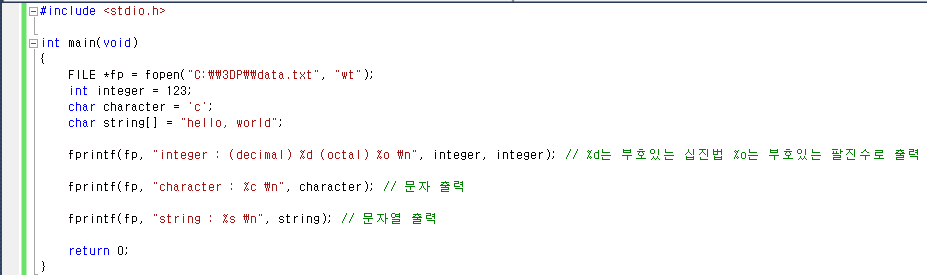 #include <stdio.h>
int main(void)
{
FILE *fp = fopen("C:₩₩3DP₩₩data.txt", "wt");
int integer = 123;
char character = 'c';
char string[] = "hello, world";
fprintf(fp, "integer : (decimal) %d (octal) %o ₩n", integer, integer); // %d는 부호있는 십진법 %o는 부호있는 팔진수로 출력
fprintf(fp, "character : %c ₩n", character); // 문자 출력
fprintf(fp, "string : %s ₩n", string); // 문자열 출력
return 0;
}